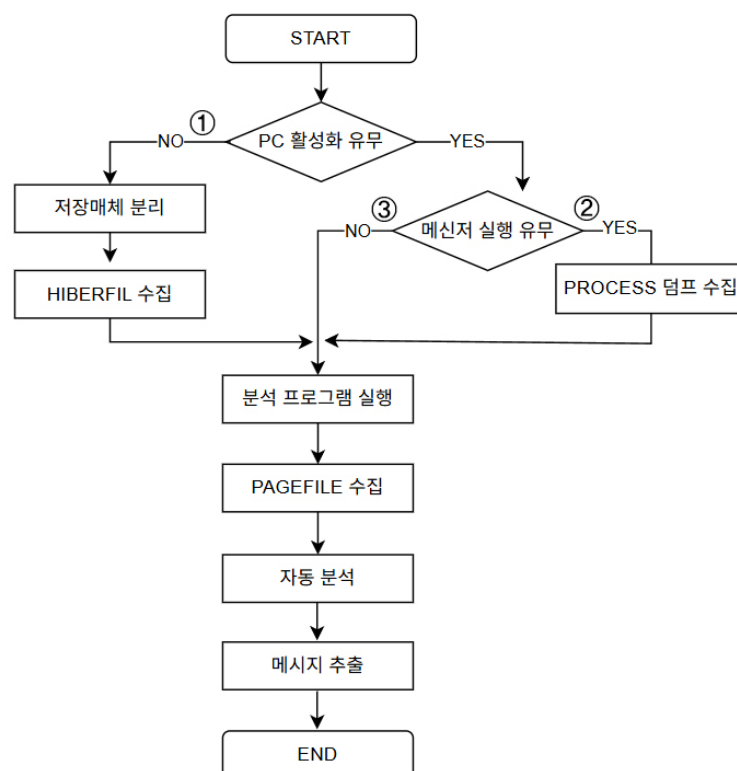 START
①
NO
PC 활성화 유무
YES
저장매체 분리
③
NO
메신저 실행 유무
②
YES
HIBERFIL 수집
PROCESS 덤프 수집
분석 프로그램 실행
PAGEFILE 수집
자동 분석
메시지 추출
END